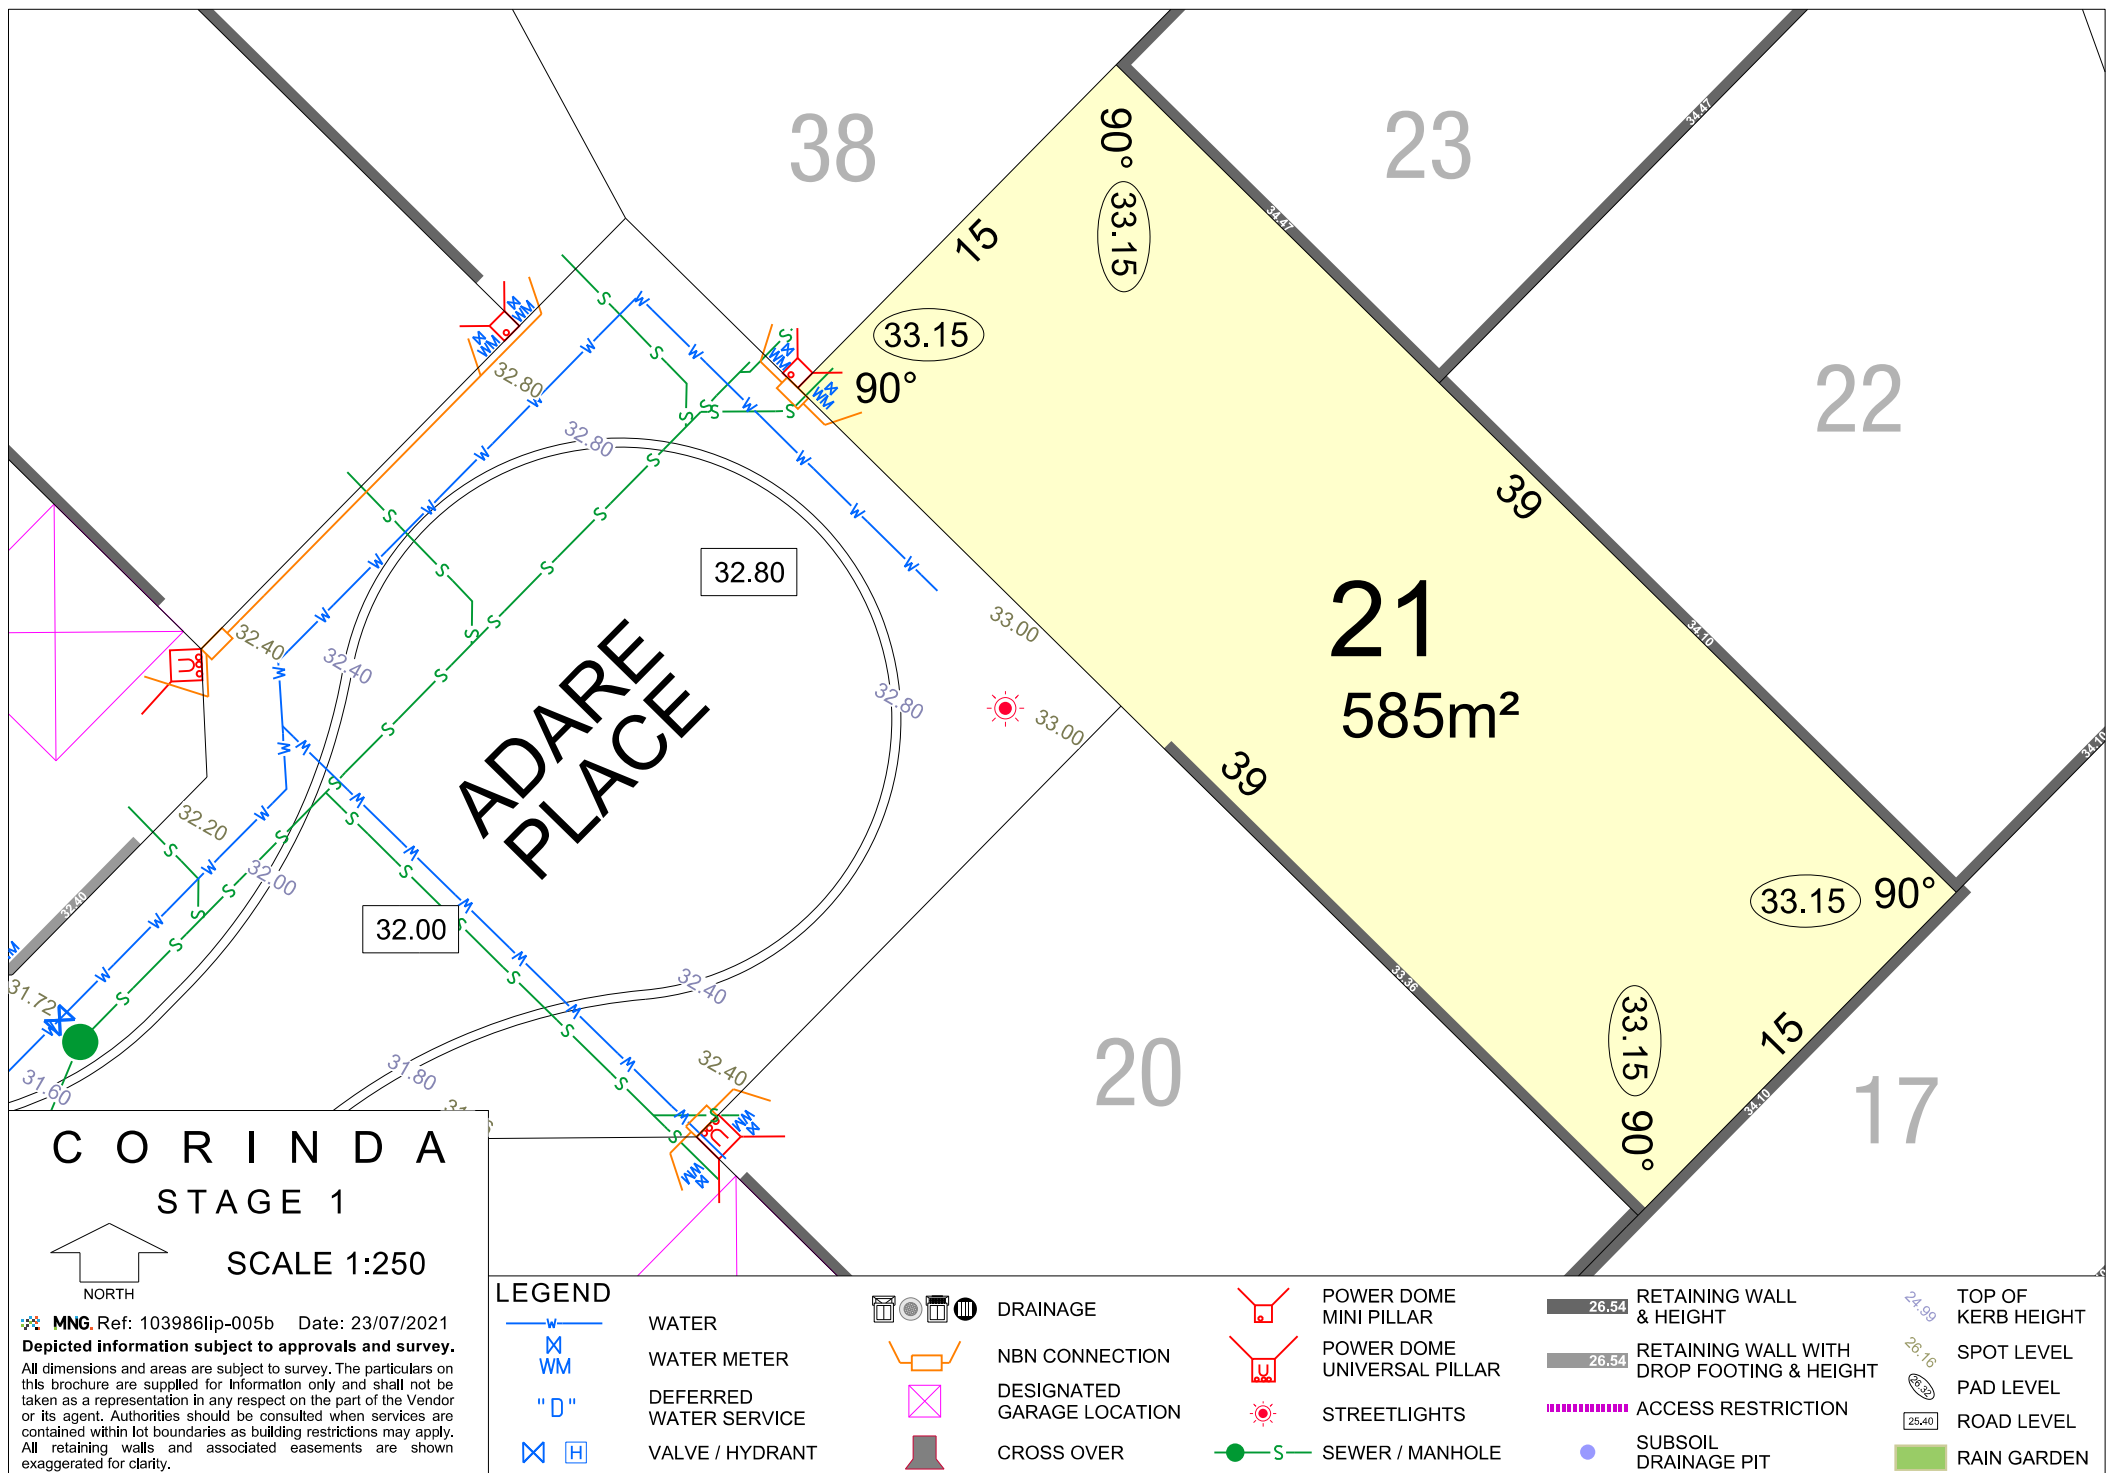 38
23
22
21
585m²
20
17
15
39
39
15
90°
33.15
33.15
90°
33.15
90°
33.15
90°
34.47
34.47
34.10
34.10
34.10
33.36
32.40
ADARE
PLACE
32.80
32.00
32.80
32.80
32.40
32.40
32.80
33.00
33.00
32.20
32.00
31.72
31.60
31.80
32.40
32.40
CORINDA
STAGE 1
SCALE 1:250
NORTH
MNG. Ref: 103986lip-005b Date: 23/07/2021
Depicted information subject to approvals and survey.
All dimensions and areas are subject to survey. The particulars on
this brochure are supplied for information only and shall not be
taken as a representation in any respect on the part of the Vendor
or its agent. Authorities should be consulted when services are
contained within lot boundaries as building restrictions may apply.
All retaining walls and associated easements are shown
exaggerated for clarity.
LEGEND
W WATER
WM WATER METER
"D" DEFERRED
WATER SERVICE
H VALVE / HYDRANT
DRAINAGE
NBN CONNECTION
DESIGNATED
GARAGE LOCATION
CROSS OVER
POWER DOME
MINI PILLAR
U POWER DOME
UNIVERSAL PILLAR
STREETLIGHTS
S SEWER / MANHOLE
26.54 RETAINING WALL
& HEIGHT
26.54 RETAINING WALL WITH
DROP FOOTING & HEIGHT
ACCESS RESTRICTION
SUBSOIL
DRAINAGE PIT
24.99 TOP OF
KERB HEIGHT
26.16 SPOT LEVEL
26.32 PAD LEVEL
25.40 ROAD LEVEL
RAIN GARDEN